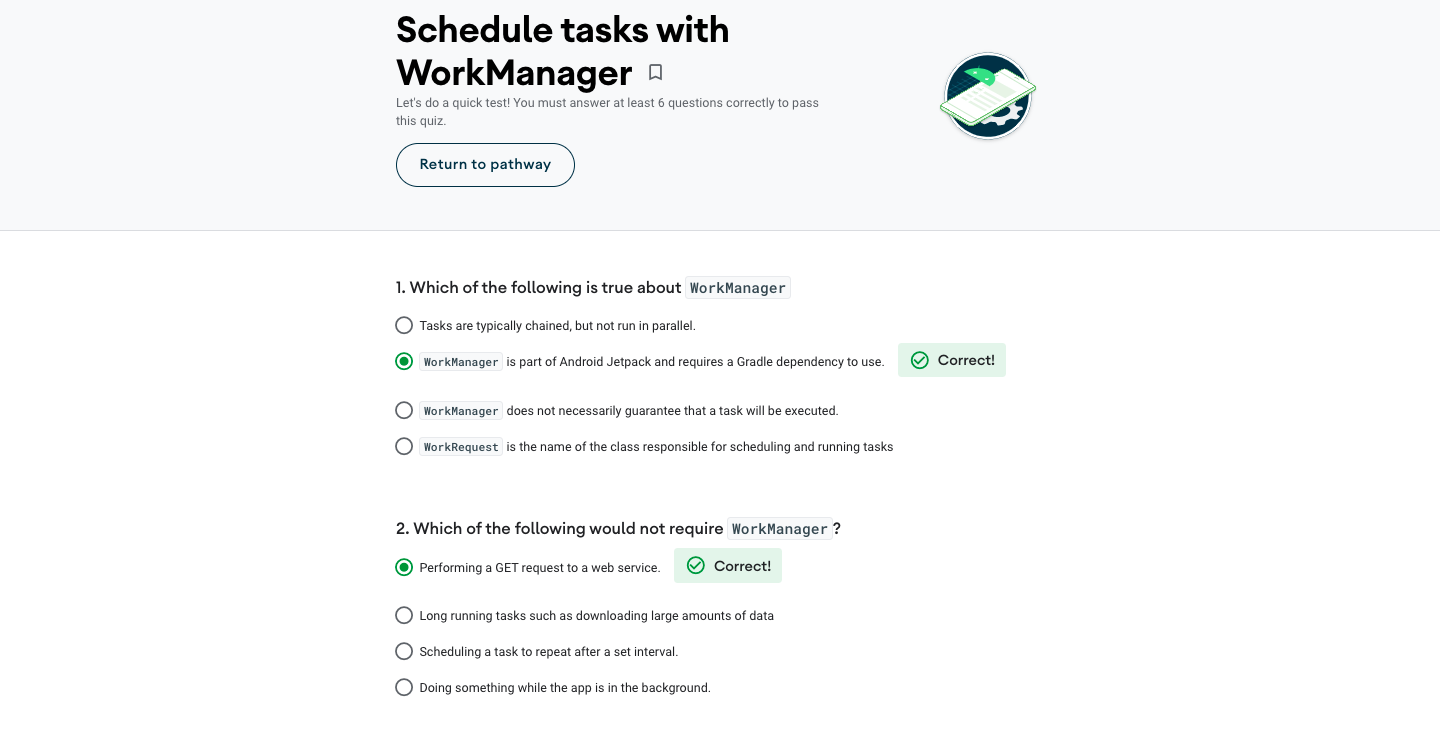 Schedule tasks with
WorkManager
Let's do a quick test! You must answer at least 6 questions correctly to pass
this quiz.
Return to pathway
1. Which of the following is true about WorkManager
Tasks are typically chained, but not run in parallel.
WorkManager is part of Android Jetpack and requires a Gradle dependency to use. Correct!
WorkManager does not necessarily guarantee that a task will be executed.
WorkRequest is the name of the class responsible for scheduling and running tasks
2. Which of the following would not require WorkManager?
Performing a GET request to a web service. Correct!
Long running tasks such as downloading large amounts of data
Scheduling a task to repeat after a set interval.
Doing something while the app is in the background.